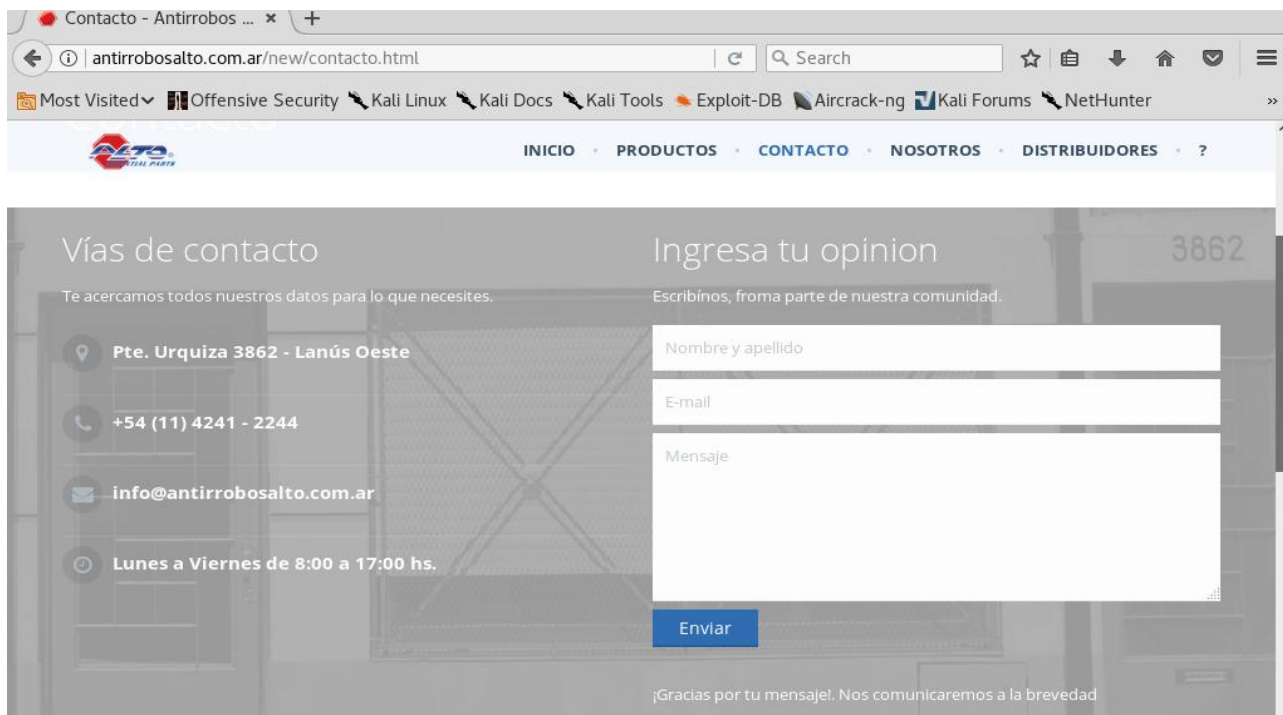 Contacto - Antirrobos ... × +
antirrobosalto.com.ar/new/contacto.html
Search
Most Visited Offensive Security Kali Linux Kali Docs Kali Tools Exploit-DB Aircrack-ng Kali Forums NetHunter »
Contacto
ALTO.
INICIO · PRODUCTOS · CONTACTO · NOSOTROS · DISTRIBUIDORES · ?
Vías de contacto
Te acercamos todos nuestros datos para lo que necesites.
Pte. Urquiza 3862 - Lanús Oeste
+54 (11) 4241 - 2244
info@antirrobosalto.com.ar
Lunes a Viernes de 8:00 a 17:00 hs.
Ingresa tu opinion
3862
Escribínos, froma parte de nuestra comunidad.
Nombre y apellido
E-mail
Mensaje
Enviar
¡Gracias por tu mensaje!. Nos comunicaremos a la brevedad